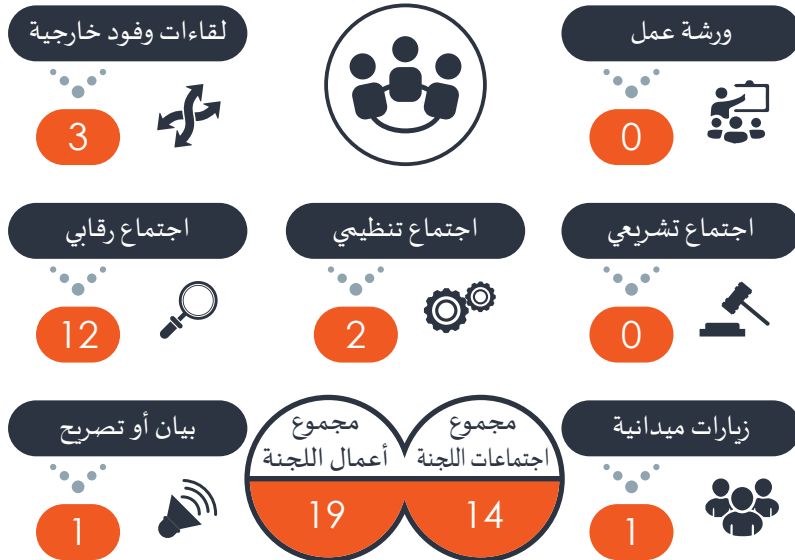 ورشة عمل
0
لقاءات وفود خارجية
3
اجتماع تشريعي
0
اجتماع تنظيمي
2
اجتماع رقابي
12
زيارات ميدانية
1
مجموع
اجتماعات اللجنة
14
مجموع
أعمال اللجنة
19
بيان أو تصريح
1